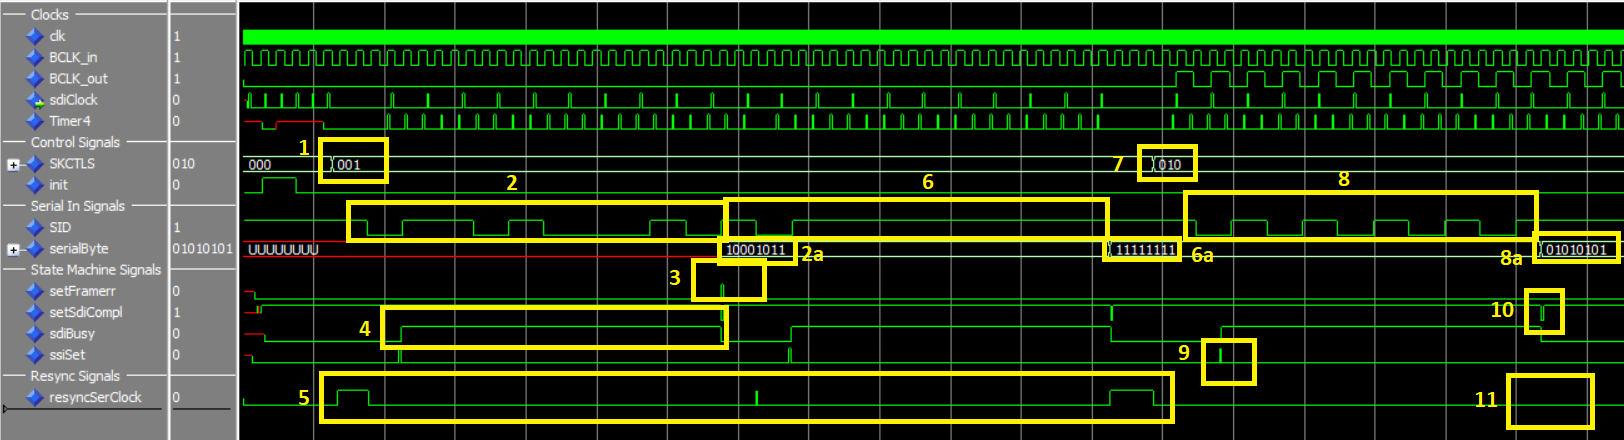 Clocks
clk 1
BCLK_in 1
BCLK_out 1
sdiClock 0
Timer4 0
Control Signals
1
SKCTLS 010 000 001 7 010
init 0 2 6 8
Serial In Signals
SID 1
serialByte 01010101 UUUUUUUU 10001011 2a 11111111 6a 8a 01010101
State Machine Signals
3
setFramerr 0
setSdiCompl 1 10
sdiBusy 0 4
ssiSet 0 9
Resync Signals
resyncSerClock 0 5 11